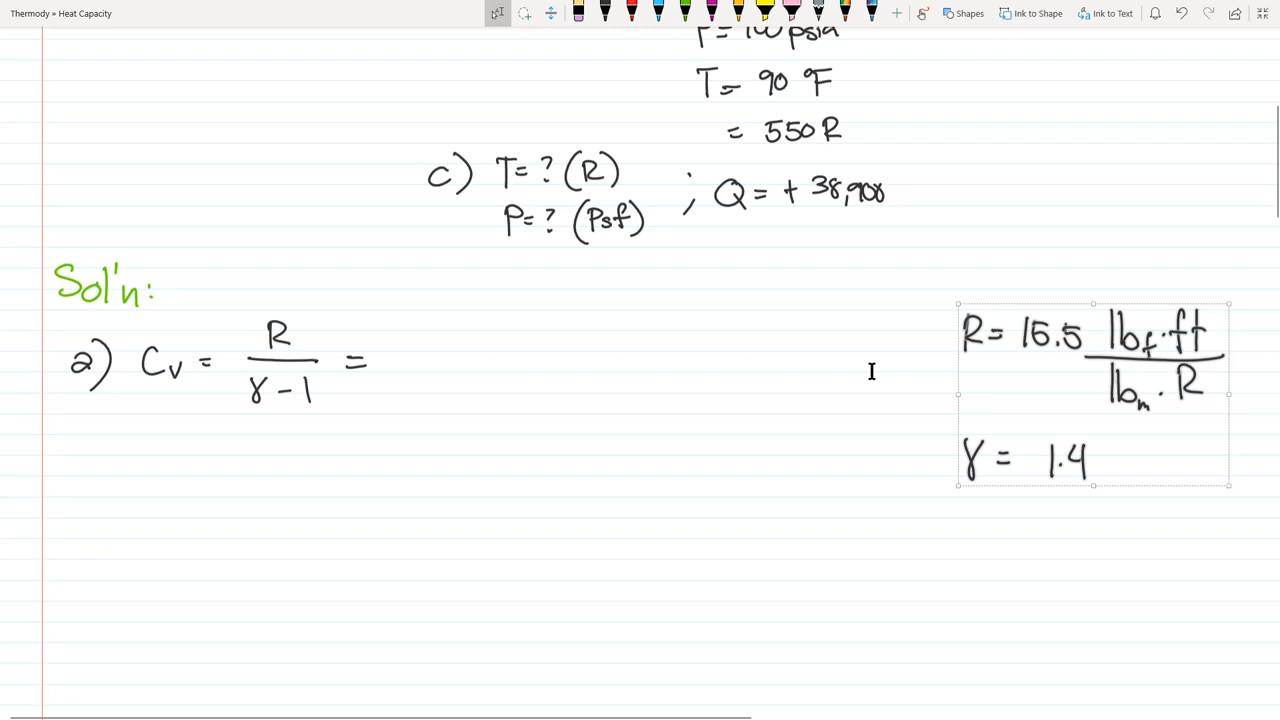 Thermody » Heat Capacity
Shapes
Ink to Shape
Ink to Text
T = 90 °F
= 550 R
c) T = ? (R)
P = ? (Psf) ; Q = + 38,900
Sol'n:
a) Cv = R / γ - 1 =
R = 15.5 lbf · ft / lbm · R
γ = 1.4